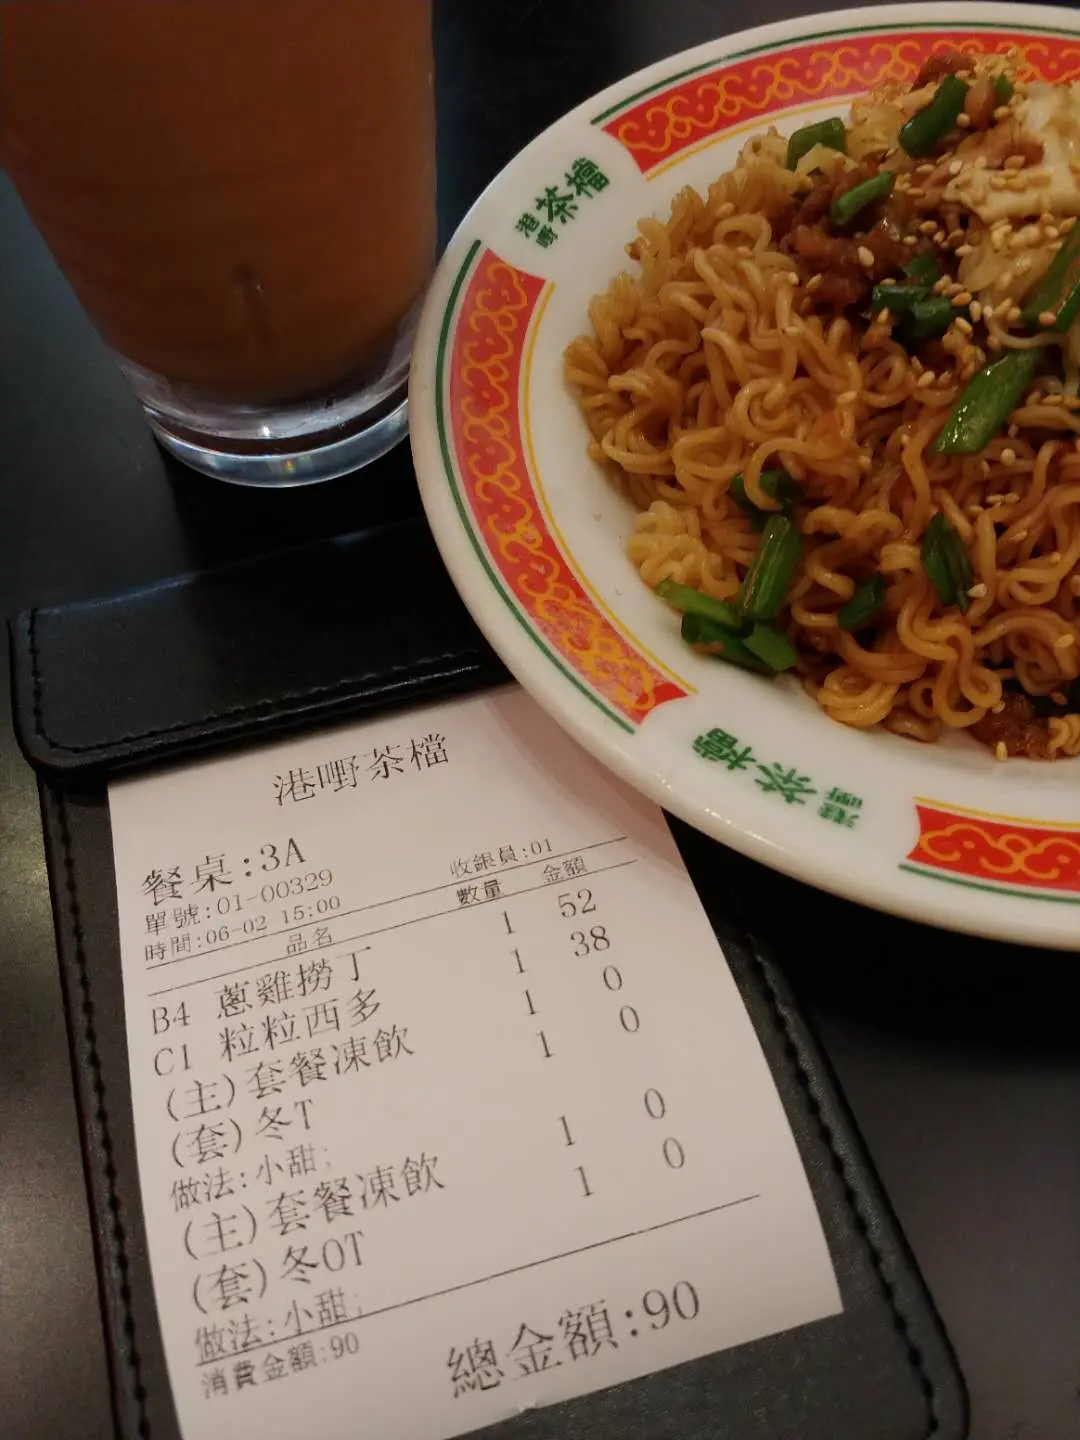 港嘢茶檔
港嘢茶檔
港嘢茶檔
餐桌:3A
單號:01-00329 收銀員:01
時間:06-02 15:00
品名 數量 金額
B4 蔥雞撈丁 1 52
C1 粒粒西多 1 38
(主)套餐凍飲 1 0
(套)冬T 1 0
做法:小甜;
(主)套餐凍飲 1 0
(套)冬OT 1 0
做法:小甜;
消費金額:90
總金額:90